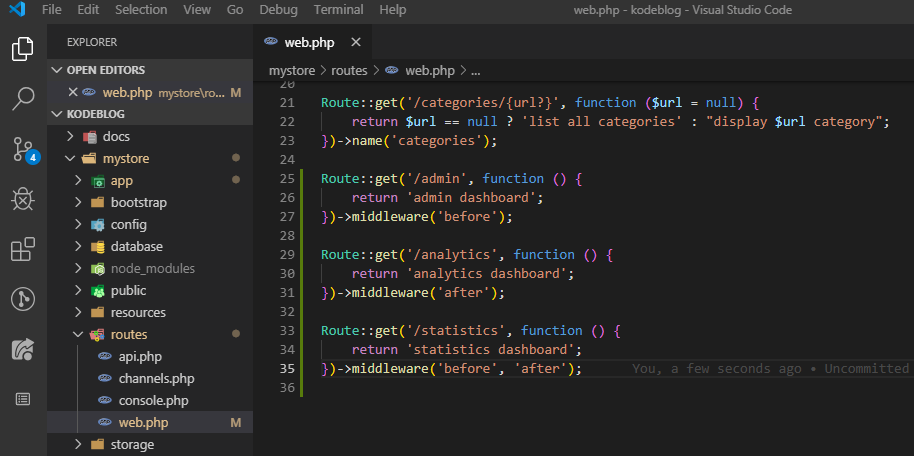 File Edit Selection View Go Debug Terminal Help web.php - kodeblog - Visual Studio Code
EXPLORER
OPEN EDITORS
web.php mystore\ro... M
KODEBLOG
docs
mystore
app
bootstrap
config
database
node_modules
public
resources
routes
api.php
channels.php
console.php
web.php M
storage
4
web.php
mystore > routes > web.php > ...
20
21 Route::get('/categories/{url?}', function ($url = null) {
22     return $url == null ? 'list all categories' : "display $url category";
23 })->name('categories');
24
25 Route::get('/admin', function () {
26     return 'admin dashboard';
27 })->middleware('before');
28
29 Route::get('/analytics', function () {
30     return 'analytics dashboard';
31 })->middleware('after');
32
33 Route::get('/statistics', function () {
34     return 'statistics dashboard';
35 })->middleware('before', 'after'); You, a few seconds ago • Uncommitted
36